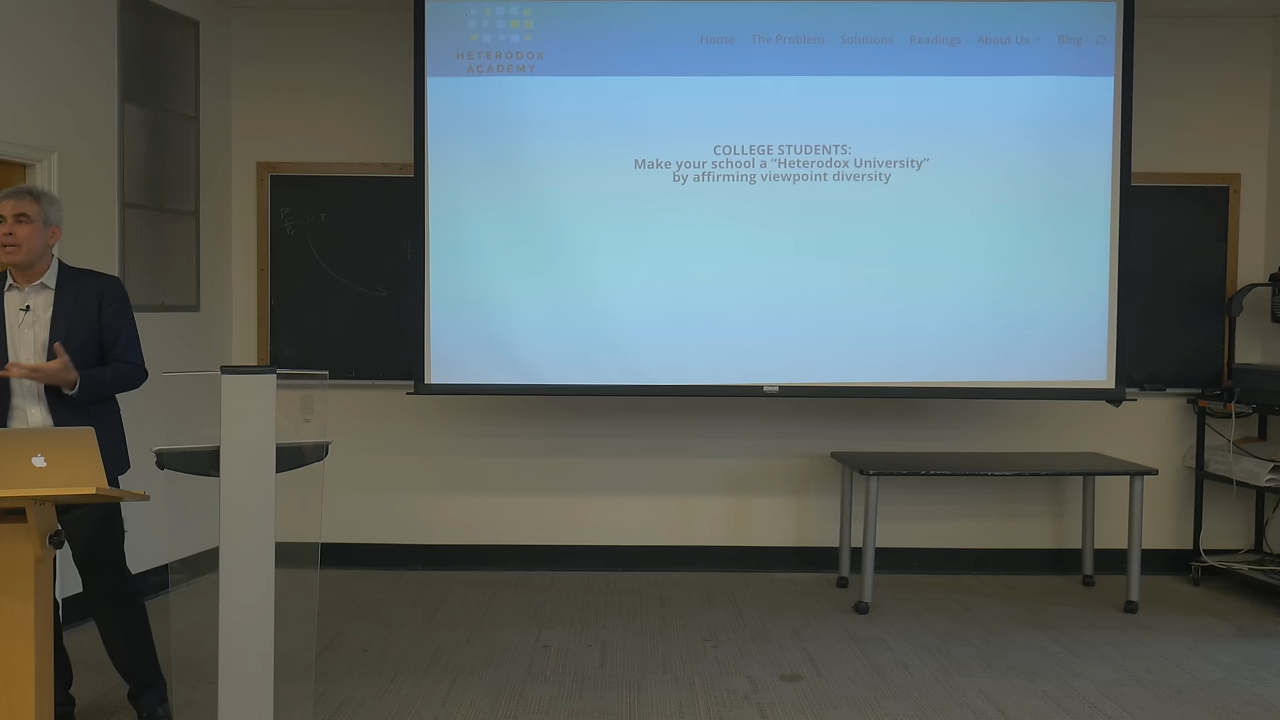 HETERODOX
ACADEMY
Home The Problem Solutions Readings About Us Blog
COLLEGE STUDENTS:
Make your school a “Heterodox University”
by affirming viewpoint diversity